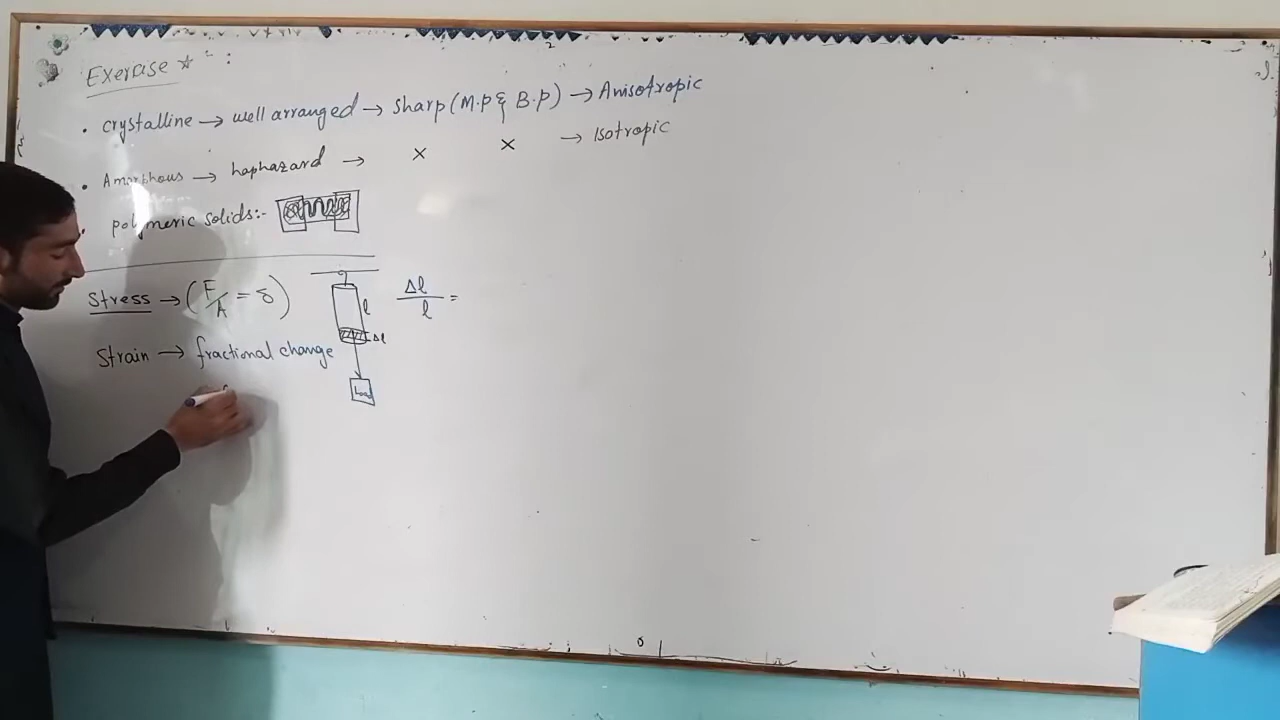 Exercise * :
. crystalline → well arranged → sharp (M.p & B.p) → Anisotropic
. Amorphous → haphazard → × × → Isotropic
. polymeric solids:-
Stress → (F/A = δ)
l
Δl
Load
Δl/l =
Strain → fractional change